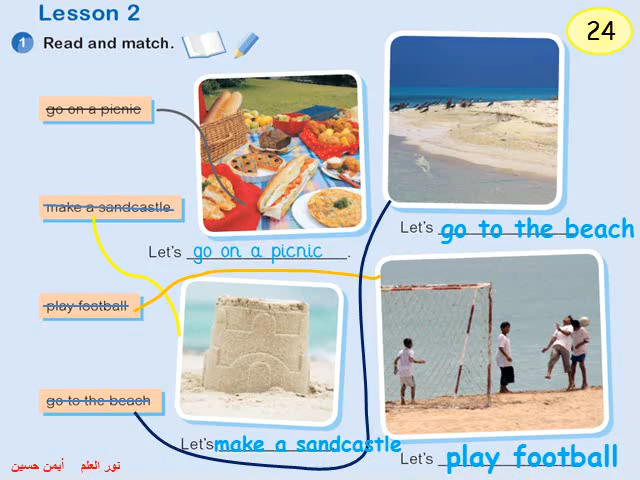 Lesson 2
24
1 Read and match.
go on a picnic
make a sandcastle
play football
go to the beach
Let's go on a picnic.
Let's go to the beach
Let's make a sandcastle
Let's play football
نور العلم أيمن حسين